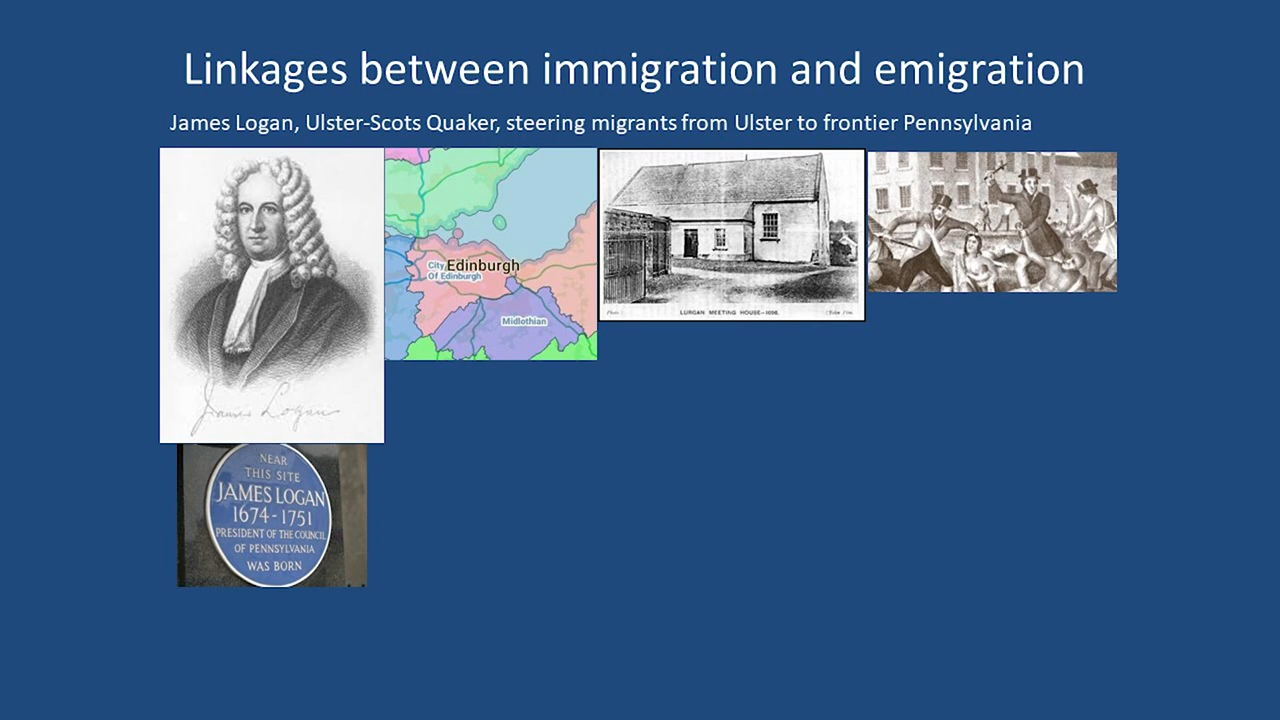 Linkages between immigration and emigration
James Logan, Ulster-Scots Quaker, steering migrants from Ulster to frontier Pennsylvania
James Logan
City
Of Edinburgh
Edinburgh
Midlothian
LURGAN MEETING HOUSE—1696.
NEAR
THIS SITE
JAMES LOGAN
1674-1751
PRESIDENT OF THE COUNCIL
OF PENNSYLVANIA
WAS BORN